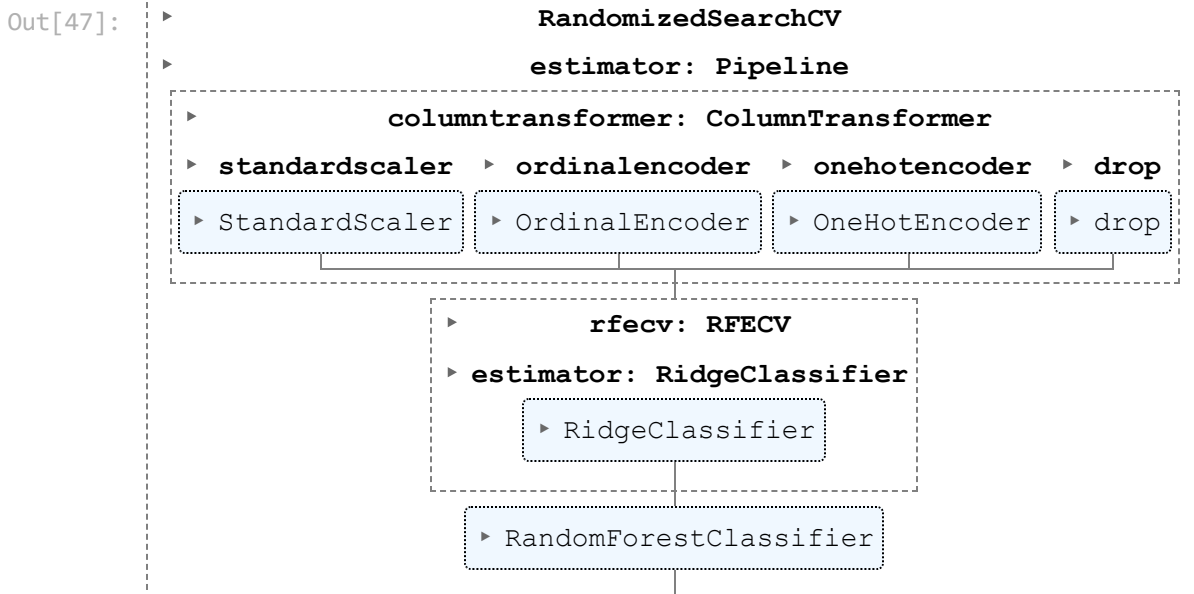 Out[47]:
RandomizedSearchCV
estimator: Pipeline
columntransformer: ColumnTransformer
standardscaler ordinalencoder onehotencoder drop
StandardScaler OrdinalEncoder OneHotEncoder drop
rfecv: RFECV
estimator: RidgeClassifier
RidgeClassifier
RandomForestClassifier